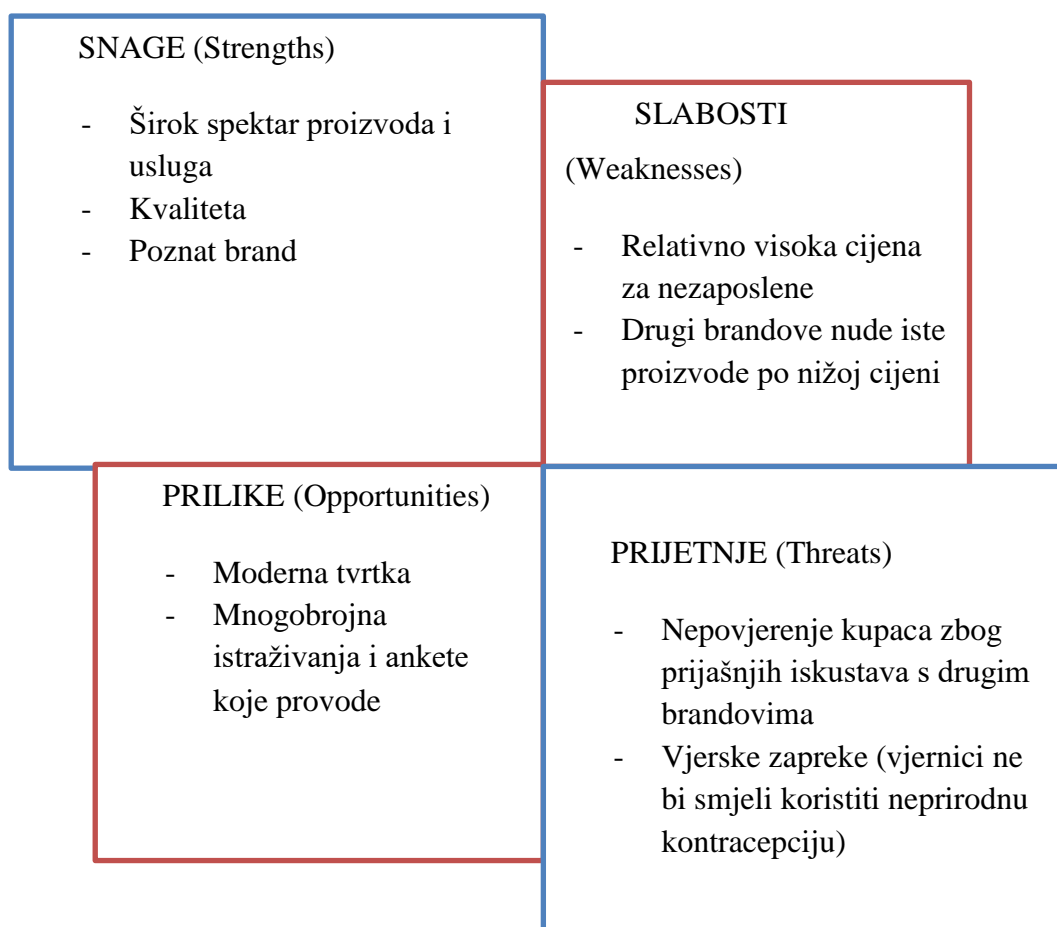 SNAGE (Strengths)
- Širok spektar proizvoda i
usluga
- Kvaliteta
- Poznat brand
SLABOSTI
(Weaknesses)
- Relativno visoka cijena
za nezaposlene
- Drugi brandove nude iste
proizvode po nižoj cijeni
PRILIKE (Opportunities)
- Moderna tvrtka
- Mnogobrojna
istraživanja i ankete
koje provode
PRIJETNJE (Threats)
- Nepovjerenje kupaca zbog
prijašnjih iskustava s drugim
brandovima
- Vjerske zapreke (vjernici ne
bi smjeli koristiti neprirodnu
kontracepciju)